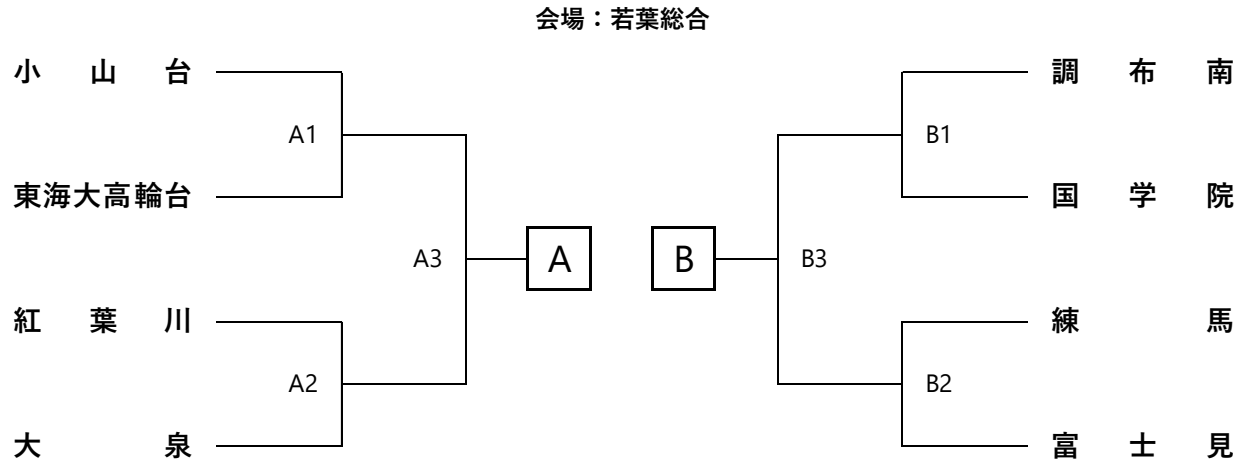 会場：若葉総合
小山台
A1
東海大高輪台
A3
紅葉川
A2
大泉
A
B
調布南
B1
国学院
B3
練馬
B2
富士見